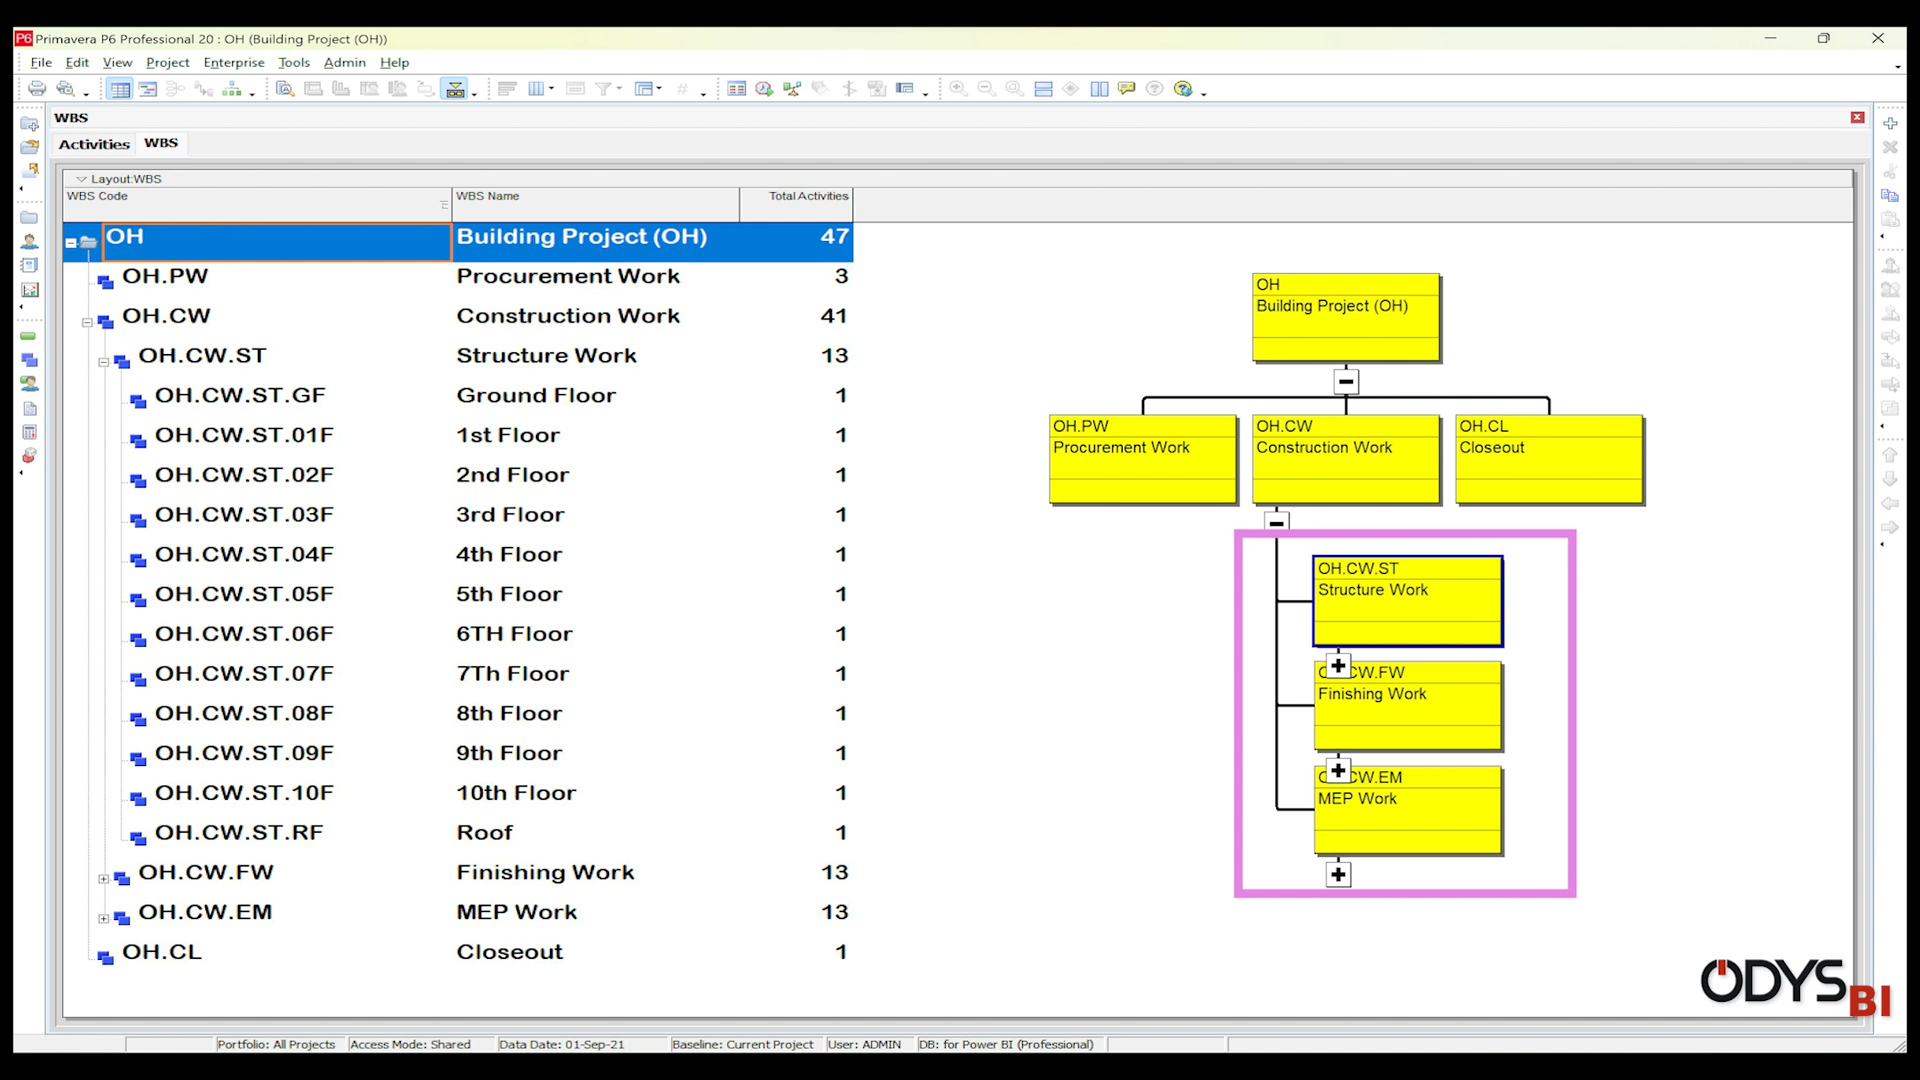 P6 Primavera P6 Professional 20 : OH (Building Project (OH))
File Edit View Project Enterprise Tools Admin Help
WBS
Activities WBS
Layout:WBS
WBS Code WBS Name Total Activities
OH Building Project (OH) 47
OH.PW Procurement Work 3
OH.CW Construction Work 41
OH.CW.ST Structure Work 13
OH.CW.ST.GF Ground Floor 1
OH.CW.ST.01F 1st Floor 1
OH.CW.ST.02F 2nd Floor 1
OH.CW.ST.03F 3rd Floor 1
OH.CW.ST.04F 4th Floor 1
OH.CW.ST.05F 5th Floor 1
OH.CW.ST.06F 6TH Floor 1
OH.CW.ST.07F 7Th Floor 1
OH.CW.ST.08F 8th Floor 1
OH.CW.ST.09F 9th Floor 1
OH.CW.ST.10F 10th Floor 1
OH.CW.ST.RF Roof 1
OH.CW.FW Finishing Work 13
OH.CW.EM MEP Work 13
OH.CL Closeout 1
OH
Building Project (OH)
OH.PW
Procurement Work
OH.CW
Construction Work
OH.CL
Closeout
OH.CW.ST
Structure Work
CW.FW
Finishing Work
CW.EM
MEP Work
ODYS BI
Portfolio: All Projects Access Mode: Shared Data Date: 01-Sep-21 Baseline: Current Project User: ADMIN DB: for Power BI (Professional)